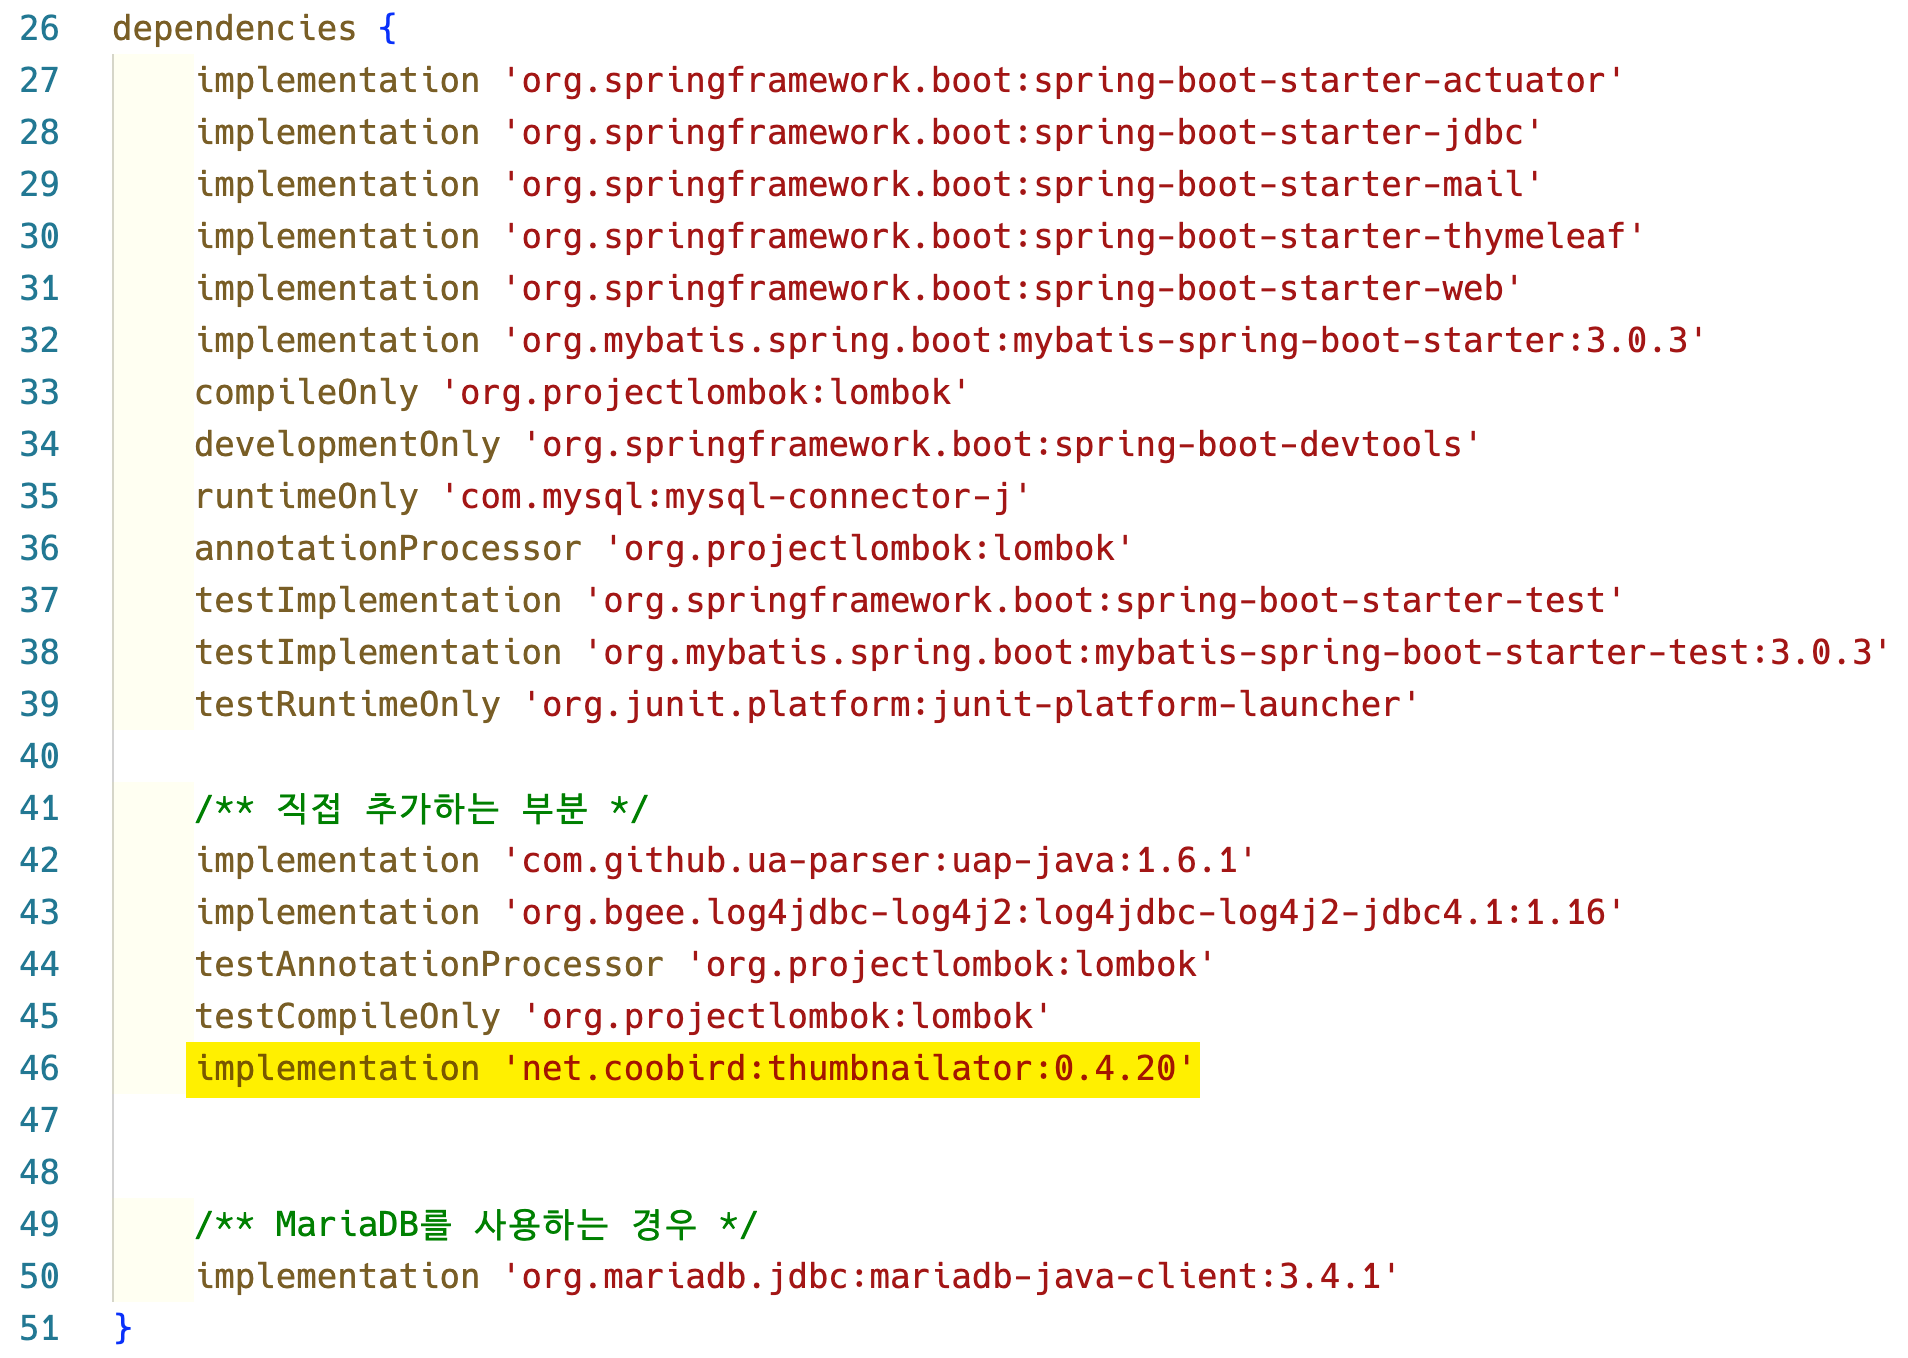 26 dependencies {
27 implementation 'org.springframework.boot:spring-boot-starter-actuator'
28 implementation 'org.springframework.boot:spring-boot-starter-jdbc'
29 implementation 'org.springframework.boot:spring-boot-starter-mail'
30 implementation 'org.springframework.boot:spring-boot-starter-thymeleaf'
31 implementation 'org.springframework.boot:spring-boot-starter-web'
32 implementation 'org.mybatis.spring.boot:mybatis-spring-boot-starter:3.0.3'
33 compileOnly 'org.projectlombok:lombok'
34 developmentOnly 'org.springframework.boot:spring-boot-devtools'
35 runtimeOnly 'com.mysql:mysql-connector-j'
36 annotationProcessor 'org.projectlombok:lombok'
37 testImplementation 'org.springframework.boot:spring-boot-starter-test'
38 testImplementation 'org.mybatis.spring.boot:mybatis-spring-boot-starter-test:3.0.3'
39 testRuntimeOnly 'org.junit.platform:junit-platform-launcher'
40
41 /** 직접 추가하는 부분 */
42 implementation 'com.github.ua-parser:uap-java:1.6.1'
43 implementation 'org.bgee.log4jdbc-log4j2:log4jdbc-log4j2-jdbc4.1:1.16'
44 testAnnotationProcessor 'org.projectlombok:lombok'
45 testCompileOnly 'org.projectlombok:lombok'
46 implementation 'net.coobird:thumbnailator:0.4.20'
47
48
49 /** MariaDB를 사용하는 경우 */
50 implementation 'org.mariadb.jdbc:mariadb-java-client:3.4.1'
51 }